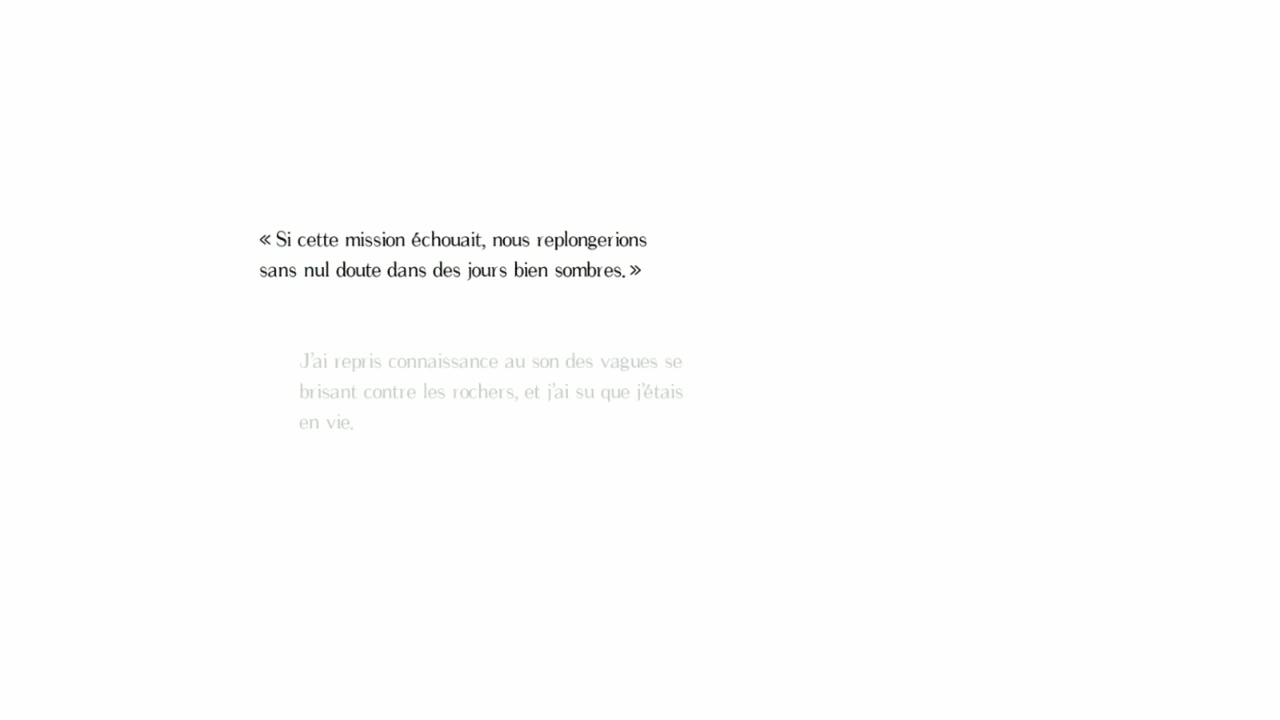 « Si cette mission échouait, nous replongerions
sans nul doute dans des jours bien sombres. »
J’ai repris connaissance au son des vagues se
brisant contre les rochers, et j’ai su que j’étais
en vie.